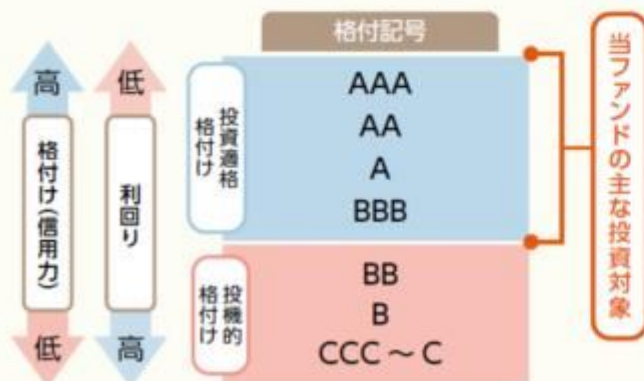 格付記号
高
低
格付け(信用力)
利回り
低
高
投資適格
格付け
AAA
AA
A
BBB
投機的
格付け
BB
B
CCC ～ C
当ファンドの主な投資対象